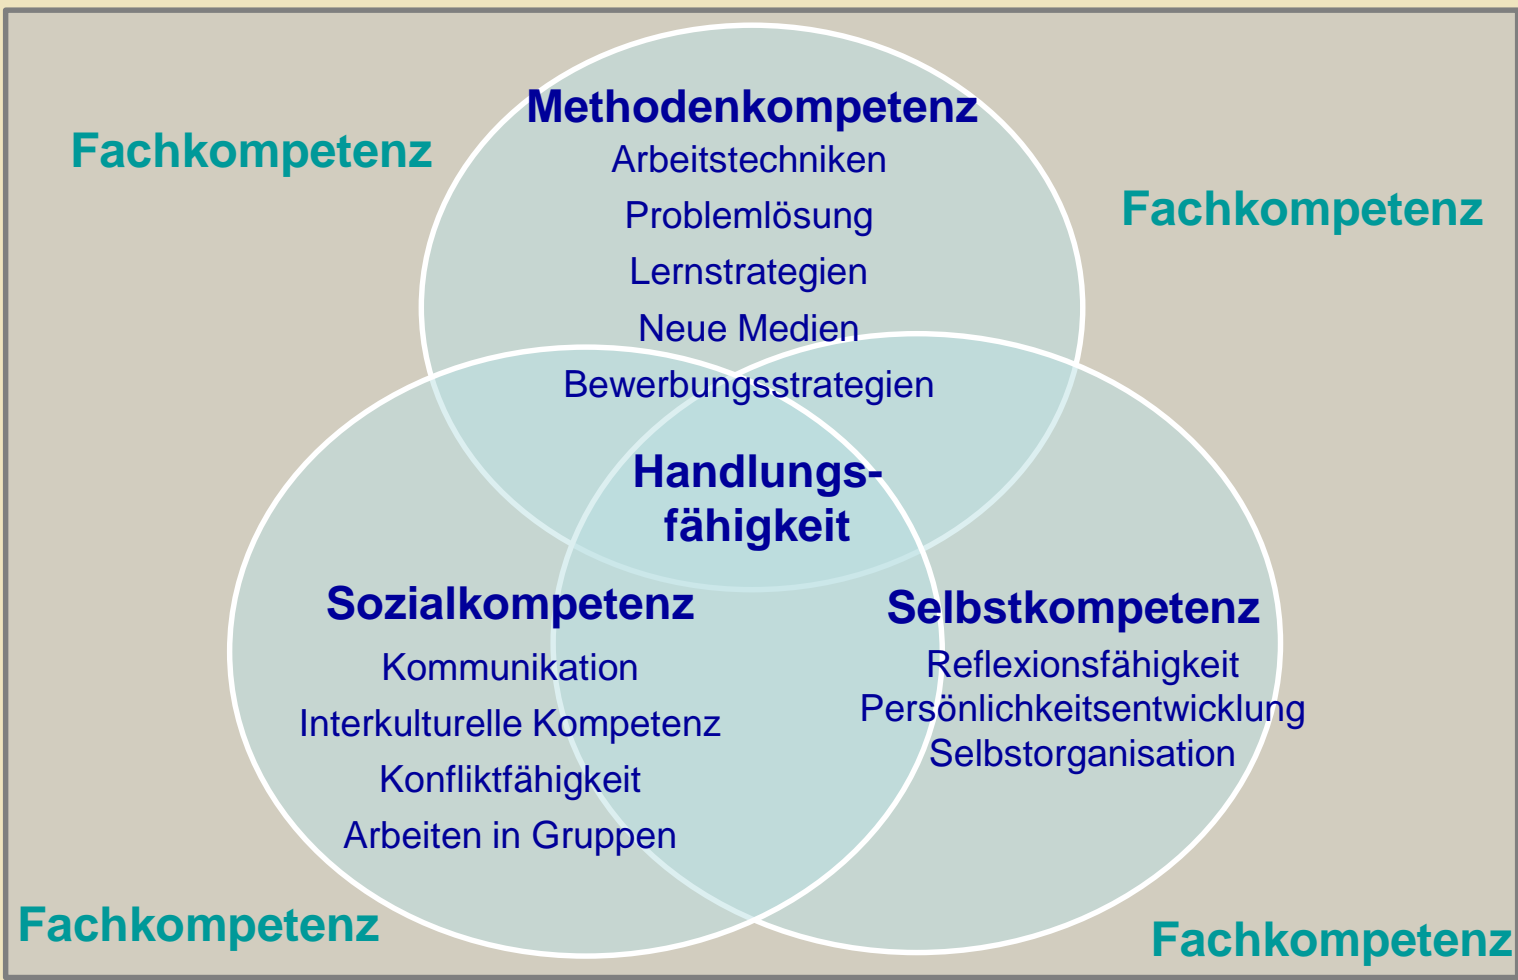 Methodenkompetenz
Fachkompetenz
Arbeitstechniken
Fachkompetenz
Problemlösung
Lernstrategien
Neue Medien
Bewerbungsstrategien
Handlungs-
fähigkeit
Sozialkompetenz
Kommunikation
Interkulturelle Kompetenz
Konfliktfähigkeit
Arbeiten in Gruppen
Selbstkompetenz
Reflexionsfähigkeit
Persönlichkeitsentwicklung
Selbstorganisation
Fachkompetenz
Fachkompetenz